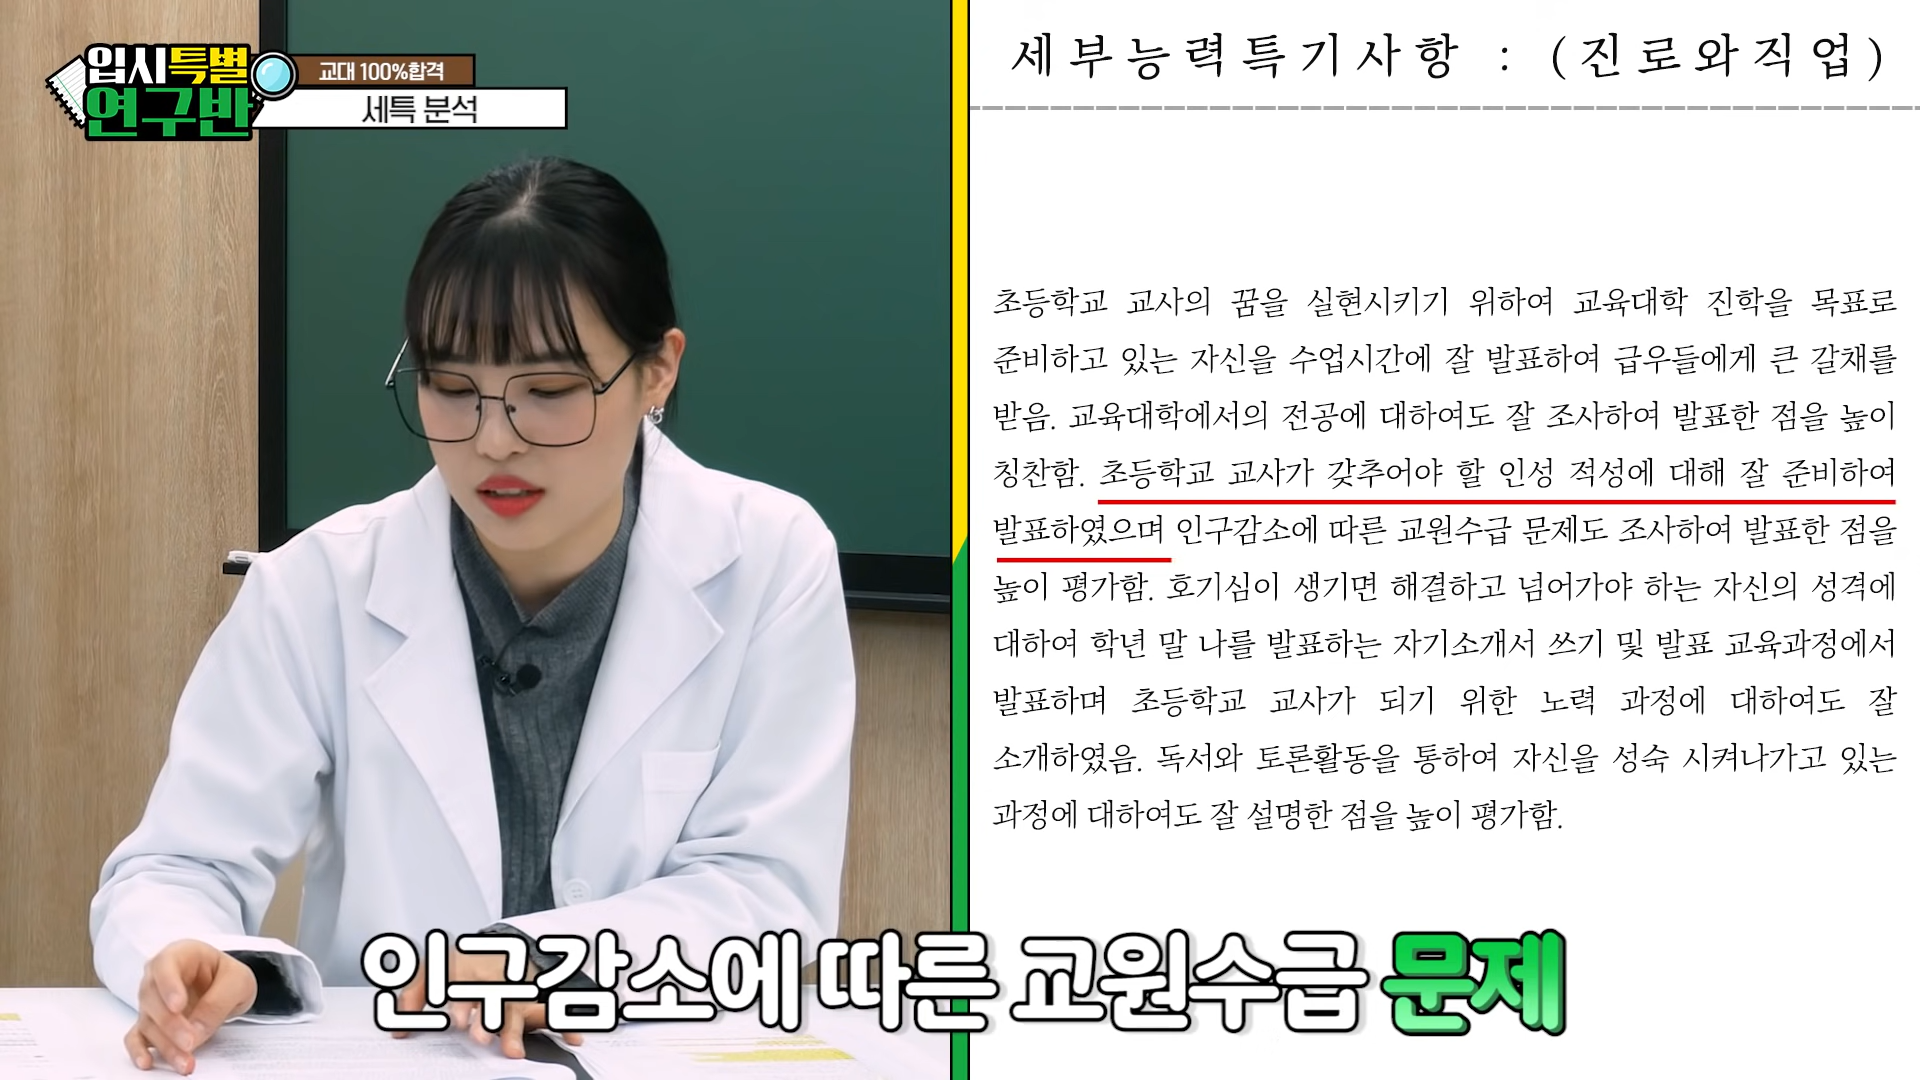 입시특별
연구반
교대 100%합격
세특 분석
세부능력특기사항 : (진로와직업)
초등학교 교사의 꿈을 실현시키기 위하여 교육대학 진학을 목표로
준비하고 있는 자신을 수업시간에 잘 발표하여 급우들에게 큰 갈채를
받음. 교육대학에서의 전공에 대하여도 잘 조사하여 발표한 점을 높이
칭찬함. 초등학교 교사가 갖추어야 할 인성 적성에 대해 잘 준비하여
발표하였으며 인구감소에 따른 교원수급 문제도 조사하여 발표한 점을
높이 평가함. 호기심이 생기면 해결하고 넘어가야 하는 자신의 성격에
대하여 학년 말 나를 발표하는 자기소개서 쓰기 및 발표 교육과정에서
발표하며 초등학교 교사가 되기 위한 노력 과정에 대하여도 잘
소개하였음. 독서와 토론활동을 통하여 자신을 성숙 시켜나가고 있는
과정에 대하여도 잘 설명한 점을 높이 평가함.
인구감소에 따른 교원수급 문제